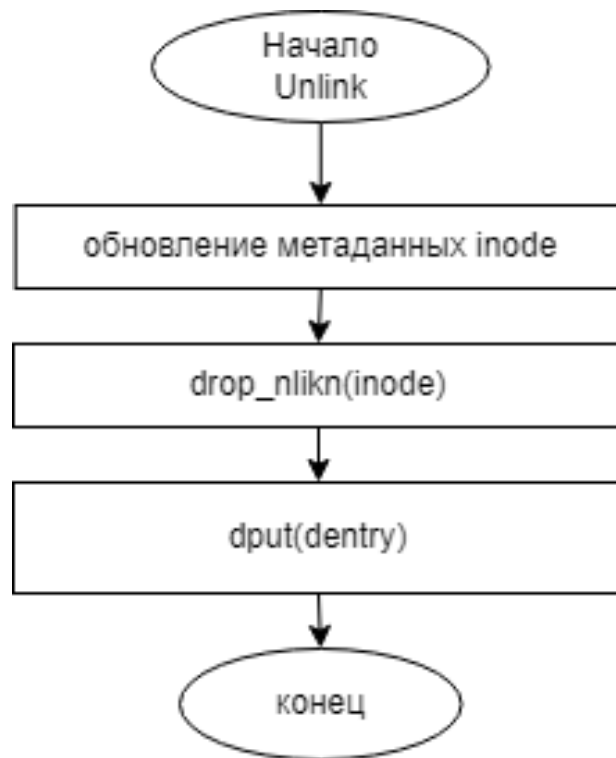 Начало
Unlink
обновление метаданных inode
drop_nlikn(inode)
dput(dentry)
конец